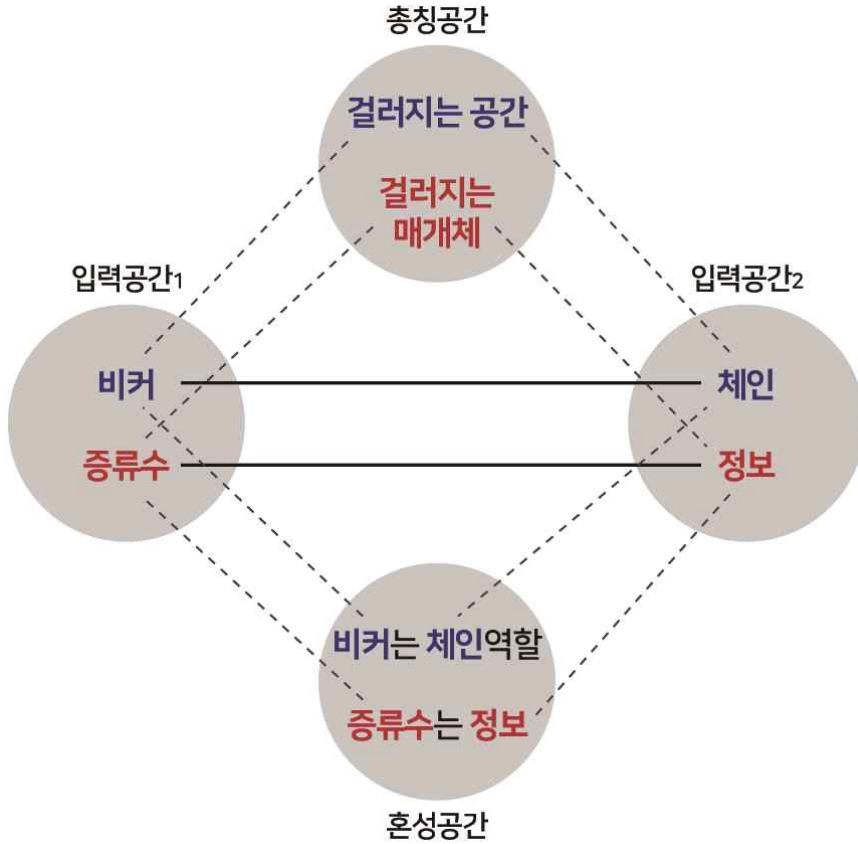 총칭공간
걸러지는 공간
걸러지는
매개체
입력공간1
입력공간2
비커
체인
증류수
정보
비커는 체인역할
증류수는 정보
혼성공간